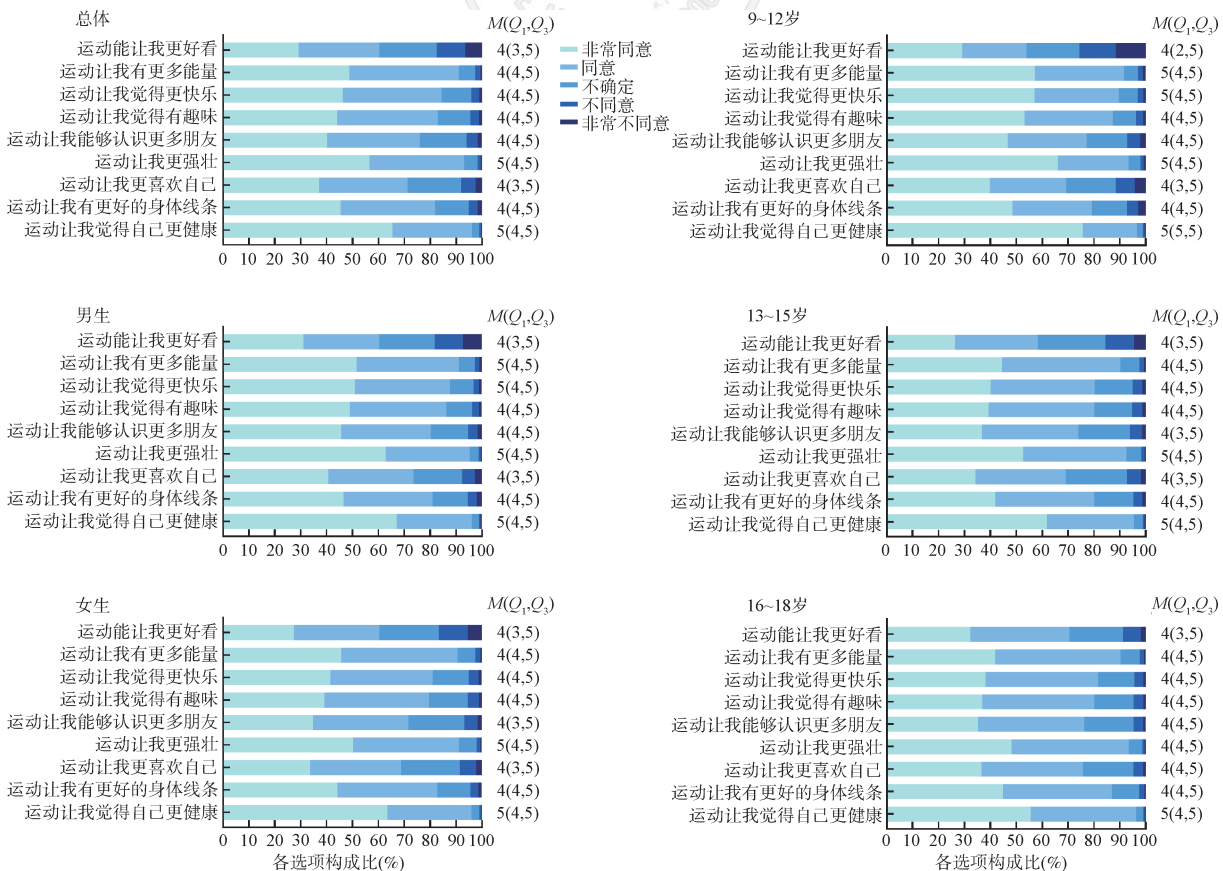 总体
M(Q1,Q3)
运动能让我更好看 4(3,5)
运动让我有更多能量 4(4,5)
运动让我觉得更快乐 4(4,5)
运动让我觉得有趣味 4(4,5)
运动让我能够认识更多朋友 4(4,5)
运动让我更强壮 5(4,5)
运动让我更喜欢自己 4(3,5)
运动让我有更好的身体线条 4(4,5)
运动让我觉得自己更健康 5(4,5)
0 10 20 30 40 50 60 70 80 90 100
非常同意
同意
不确定
不同意
非常不同意
9~12岁
M(Q1,Q3)
运动能让我更好看 4(2,5)
运动让我有更多能量 5(4,5)
运动让我觉得更快乐 5(4,5)
运动让我觉得有趣味 5(4,5)
运动让我能够认识更多朋友 4(4,5)
运动让我更强壮 5(4,5)
运动让我更喜欢自己 4(3,5)
运动让我有更好的身体线条 4(4,5)
运动让我觉得自己更健康 5(5,5)
0 10 20 30 40 50 60 70 80 90 100
男生
M(Q1,Q3)
运动能让我更好看 4(3,5)
运动让我有更多能量 5(4,5)
运动让我觉得更快乐 5(4,5)
运动让我觉得有趣味 4(4,5)
运动让我能够认识更多朋友 4(4,5)
运动让我更强壮 5(4,5)
运动让我更喜欢自己 4(3,5)
运动让我有更好的身体线条 4(4,5)
运动让我觉得自己更健康 5(4,5)
0 10 20 30 40 50 60 70 80 90 100
13~15岁
M(Q1,Q3)
运动能让我更好看 4(3,5)
运动让我有更多能量 4(4,5)
运动让我觉得更快乐 4(4,5)
运动让我觉得有趣味 4(4,5)
运动让我能够认识更多朋友 4(3,5)
运动让我更强壮 5(4,5)
运动让我更喜欢自己 4(3,5)
运动让我有更好的身体线条 4(4,5)
运动让我觉得自己更健康 5(4,5)
0 10 20 30 40 50 60 70 80 90 100
女生
M(Q1,Q3)
运动能让我更好看 4(3,5)
运动让我有更多能量 4(4,5)
运动让我觉得更快乐 4(4,5)
运动让我觉得有趣味 4(4,5)
运动让我能够认识更多朋友 4(3,5)
运动让我更强壮 5(4,5)
运动让我更喜欢自己 4(3,5)
运动让我有更好的身体线条 4(4,5)
运动让我觉得自己更健康 5(4,5)
0 10 20 30 40 50 60 70 80 90 100
各选项构成比(%)
16~18岁
M(Q1,Q3)
运动能让我更好看 4(3,5)
运动让我有更多能量 4(4,5)
运动让我觉得更快乐 4(4,5)
运动让我觉得有趣味 4(4,5)
运动让我能够认识更多朋友 4(4,5)
运动让我更强壮 4(4,5)
运动让我更喜欢自己 4(4,5)
运动让我有更好的身体线条 4(4,5)
运动让我觉得自己更健康 5(4,5)
0 10 20 30 40 50 60 70 80 90 100
各选项构成比(%)